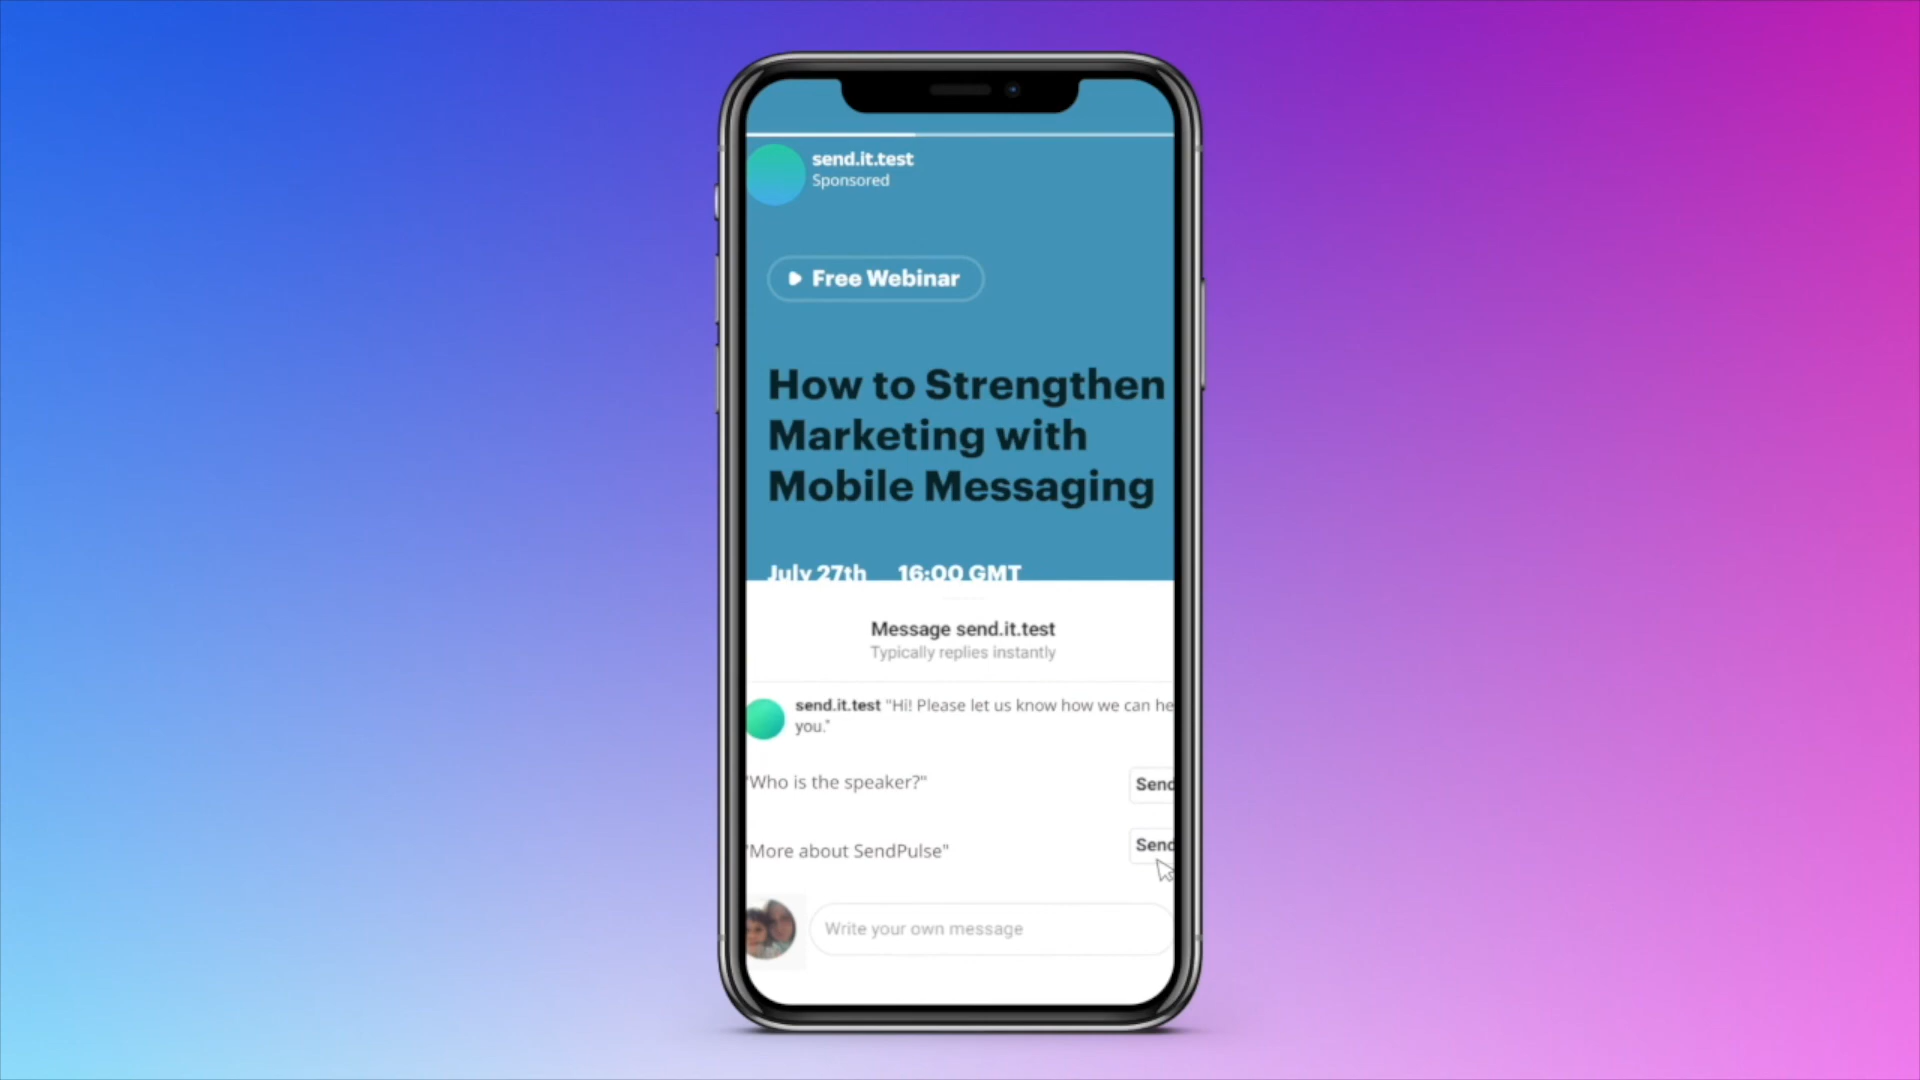 send.it.test
Sponsored
Free Webinar
How to Strengthen
Marketing with
Mobile Messaging
July 27th 16:00 GMT
Message send.it.test
Typically replies instantly
send.it.test "Hi! Please let us know how we can he
you."
"Who is the speaker?" Send
"More about SendPulse" Send
Write your own message